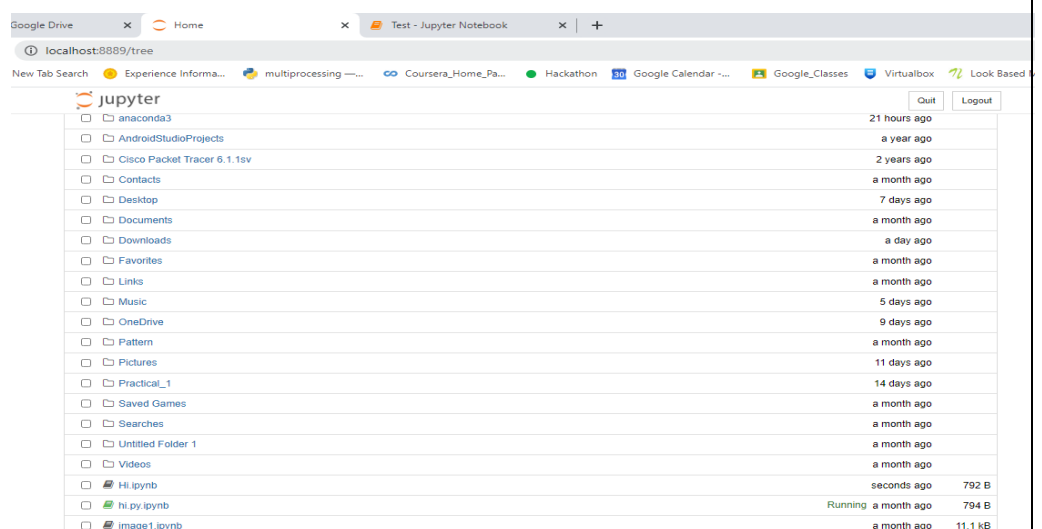 Google Drive × Home × Test - Jupyter Notebook × +
localhost:8889/tree
New Tab Search Experience Informa... multiprocessing —... Coursera_Home_Pa... Hackathon 30 Google Calendar -... Google_Classes Virtualbox Look Based
jupyter Quit Logout
anaconda3 21 hours ago
AndroidStudioProjects a year ago
Cisco Packet Tracer 6.1.1sv 2 years ago
Contacts a month ago
Desktop 7 days ago
Documents a month ago
Downloads a day ago
Favorites a month ago
Links a month ago
Music 5 days ago
OneDrive 9 days ago
Pattern a month ago
Pictures 11 days ago
Practical_1 14 days ago
Saved Games a month ago
Searches a month ago
Untitled Folder 1 a month ago
Videos a month ago
Hi.ipynb seconds ago 792 B
hi.py.ipynb Running a month ago 794 B
image1.ipynb a month ago 11.1 kB